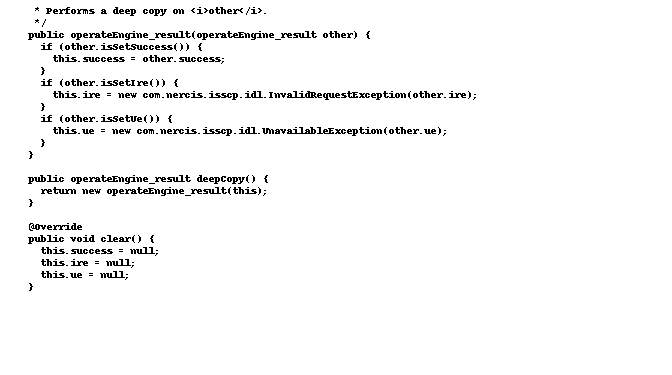 * Performs a deep copy on <i>other</i>.
*/
public operateEngine_result(operateEngine_result other) {
if (other.isSetSuccess()) {
this.success = other.success;
}
if (other.isSetIre()) {
this.ire = new com.nercis.isscp.idl.InvalidRequestException(other.ire);
}
if (other.isSetUe()) {
this.ue = new com.nercis.isscp.idl.UnavailableException(other.ue);
}
}
public operateEngine_result deepCopy() {
return new operateEngine_result(this);
}
@Override
public void clear() {
this.success = null;
this.ire = null;
this.ue = null;
}